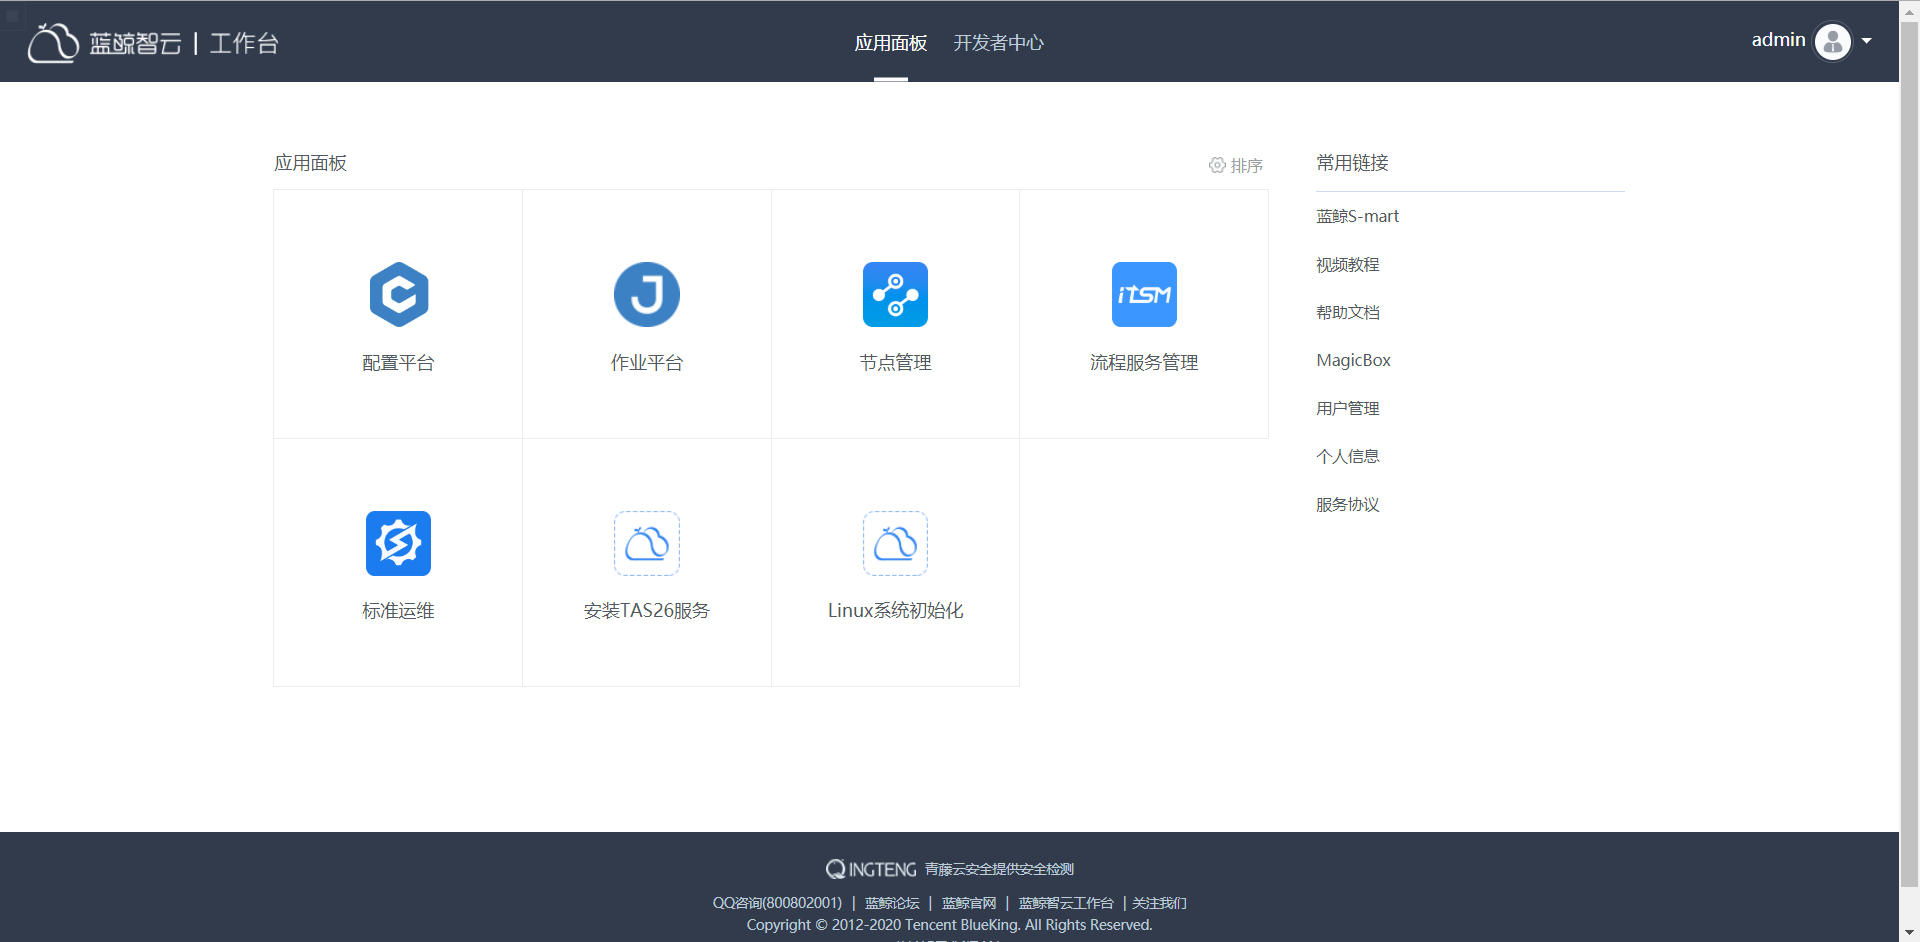 蓝鲸智云 | 工作台
应用面板 开发者中心
admin
应用面板
排序
配置平台
作业平台
节点管理
iTSM
流程服务管理
标准运维
安装TAS26服务
Linux系统初始化
常用链接
蓝鲸S-mart
视频教程
帮助文档
MagicBox
用户管理
个人信息
服务协议
QINGTENG 青藤云安全提供安全检测
QQ咨询(800802001) | 蓝鲸论坛 | 蓝鲸官网 | 蓝鲸智云工作台 | 关注我们
Copyright © 2012-2020 Tencent BlueKing. All Rights Reserved.